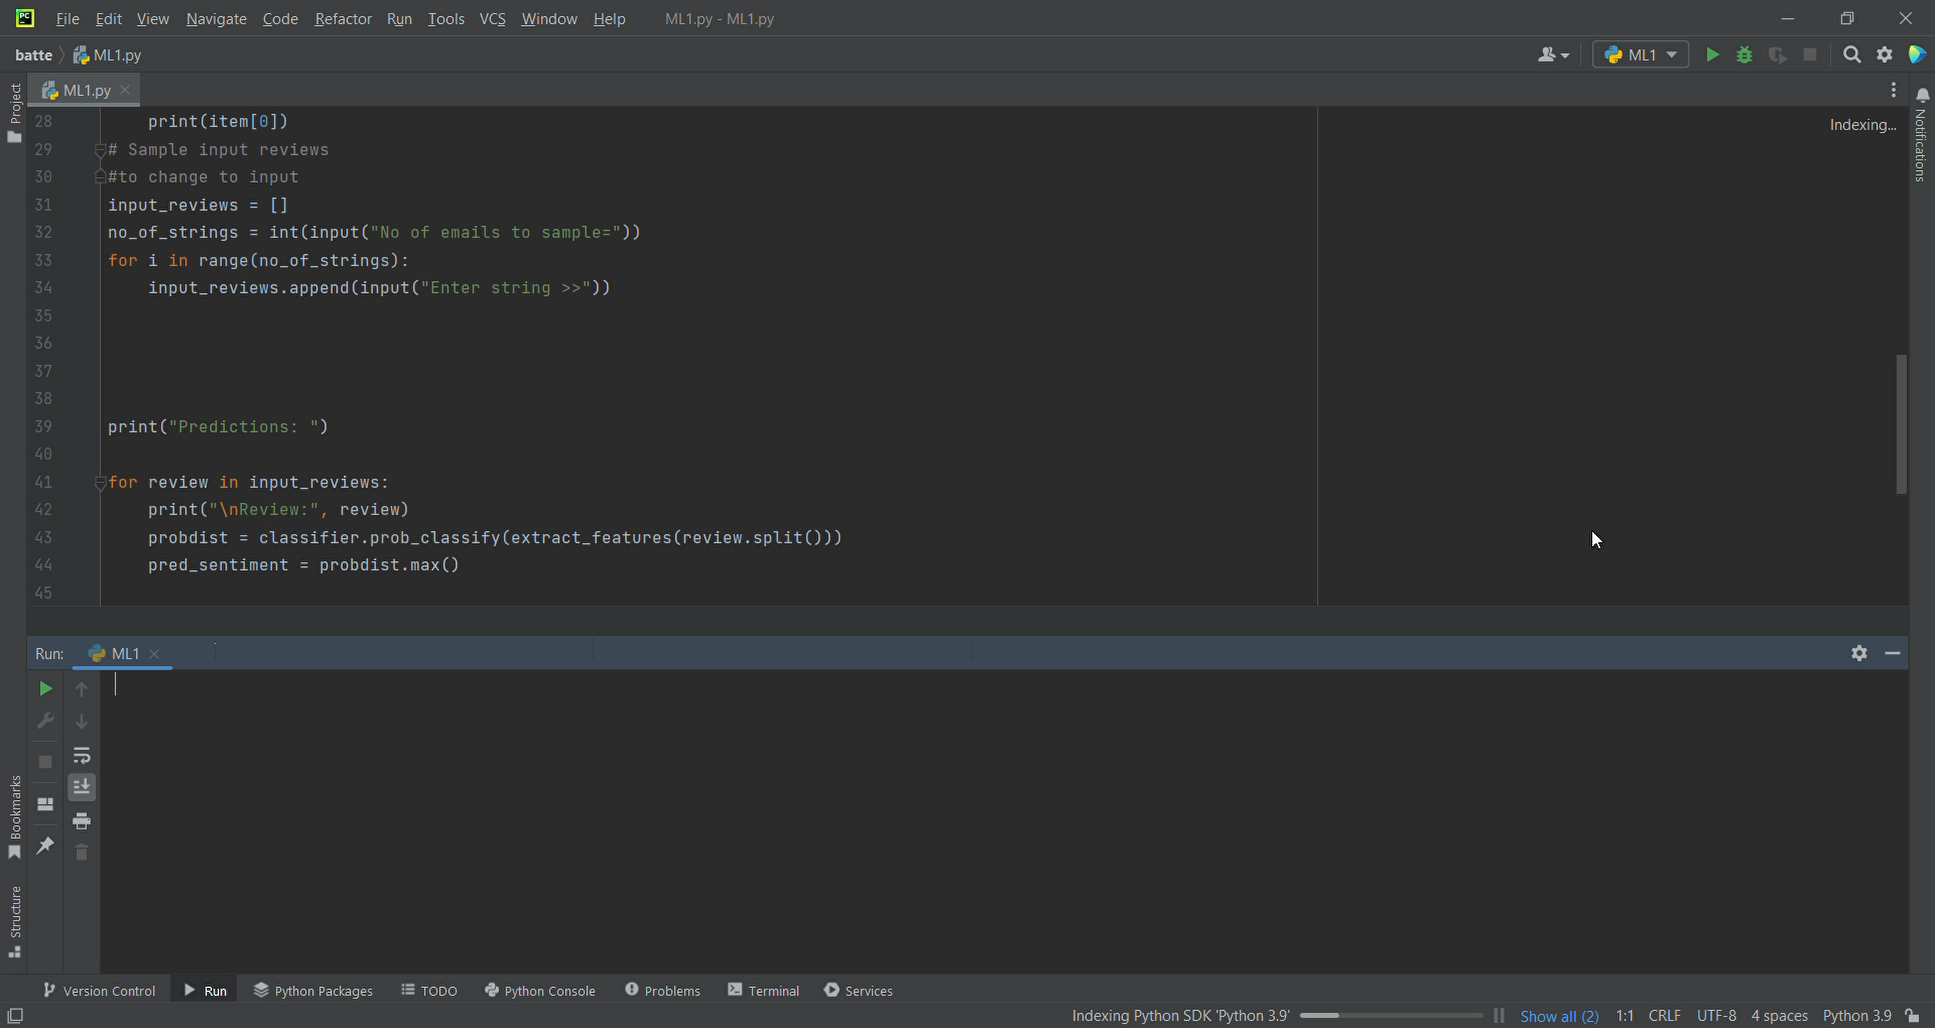 PC File Edit View Navigate Code Refactor Run Tools VCS Window Help ML1.py - ML1.py
batte ML1.py ML1
ML1.py
Project
Notifications
Indexing...
28 print(item[0])
29 # Sample input reviews
30 #to change to input
31 input_reviews = []
32 no_of_strings = int(input("No of emails to sample="))
33 for i in range(no_of_strings):
34 input_reviews.append(input("Enter string >>"))
35
36
37
38
39 print("Predictions: ")
40
41 for review in input_reviews:
42 print("\nReview:", review)
43 probdist = classifier.prob_classify(extract_features(review.split()))
44 pred_sentiment = probdist.max()
45
Run: ML1
Bookmarks
Structure
Version Control Run Python Packages TODO Python Console Problems Terminal Services
Indexing Python SDK 'Python 3.9' Show all (2) 1:1 CRLF UTF-8 4 spaces Python 3.9